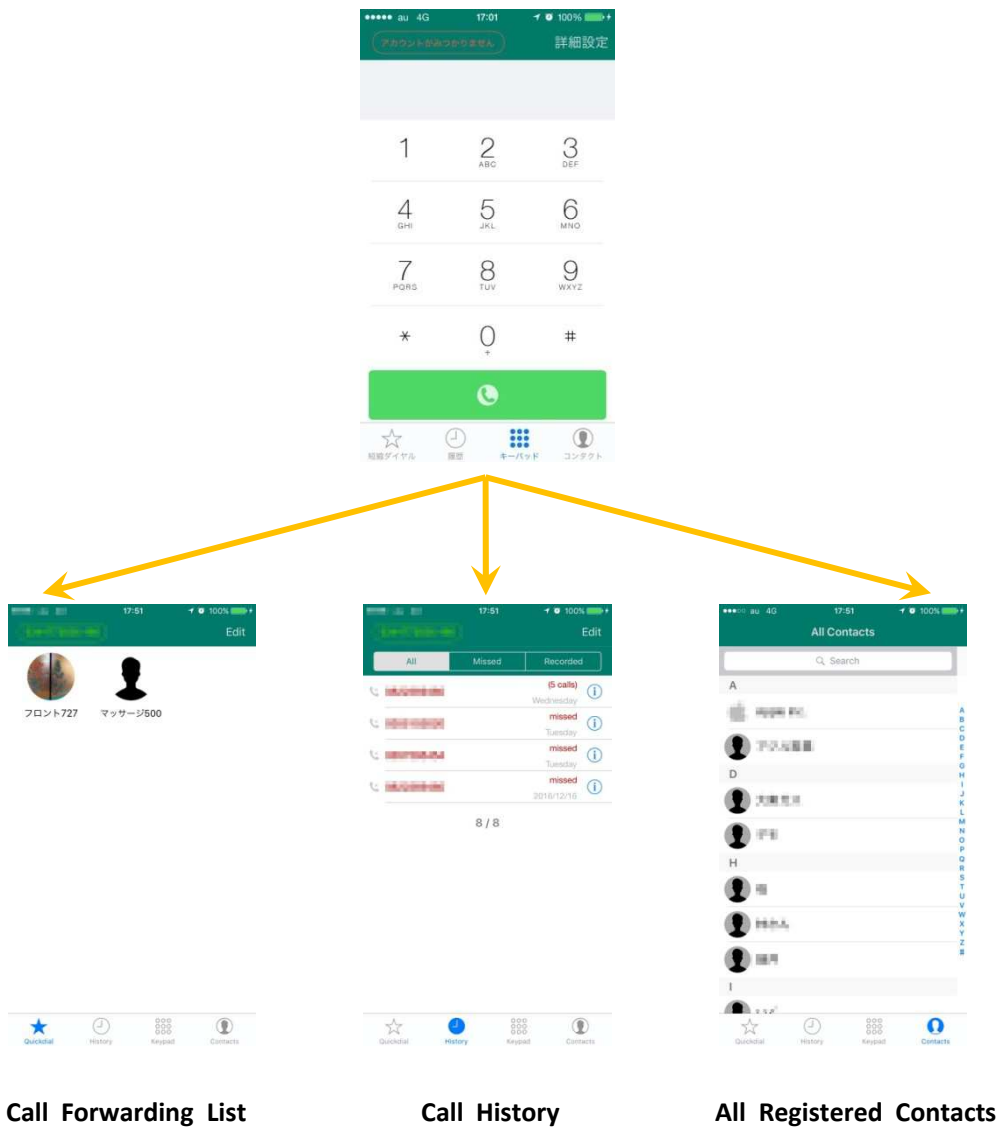 au 4G 17:01 100%
アカウントがみつかりません 詳細設定
1 2 3
ABC DEF
4 5 6
GHI JKL MNO
7 8 9
PQRS TUV WXYZ
* 0 #
+
短縮ダイヤル 履歴 キーパッド コンタクト
17:51 100%
Edit
フロント727 マッサージ500
Quickdial History Keypad Contacts
Call Forwarding List
17:51 100%
Edit
All Missed Recorded
(5 calls)
Wednesday
missed
Tuesday
missed
Tuesday
missed
2016/12/16
8 / 8
Quickdial History Keypad Contacts
Call History
au 4G 17:51 100%
All Contacts
Search
A
D
H
I
A
B
C
D
E
F
G
H
I
J
K
L
M
N
O
P
Q
R
S
T
U
V
W
X
Y
Z
#
Quickdial History Keypad Contacts
All Registered Contacts